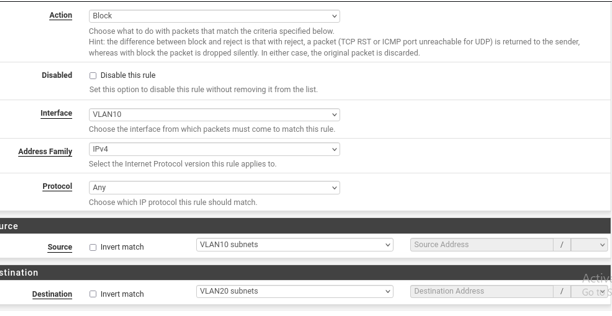 Action
Block
Choose what to do with packets that match the criteria specified below.
Hint: the difference between block and reject is that with reject, a packet (TCP RST or ICMP port unreachable for UDP) is returned to the sender,
whereas with block the packet is dropped silently. In either case, the original packet is discarded.
Disabled
Disable this rule
Set this option to disable this rule without removing it from the list.
Interface
VLAN10
Choose the interface from which packets must come to match this rule.
Address Family
IPv4
Select the Internet Protocol version this rule applies to.
Protocol
Any
Choose which IP protocol this rule should match.
urce
Source
Invert match
VLAN10 subnets
Source Address
/
stination
Activ
Destination
Invert match
VLAN20 subnets
Destination Address
/
Go to S